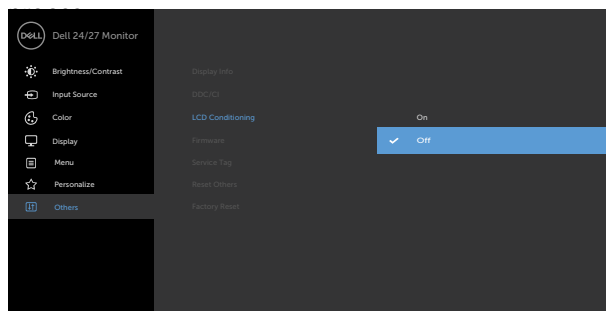 DELL Dell 24/27 Monitor
Brightness/Contrast Display Info
Input Source DDC/CI
Color LCD Conditioning On
Display Firmware Off
Menu Service Tag
Personalize Reset Others
Others Factory Reset